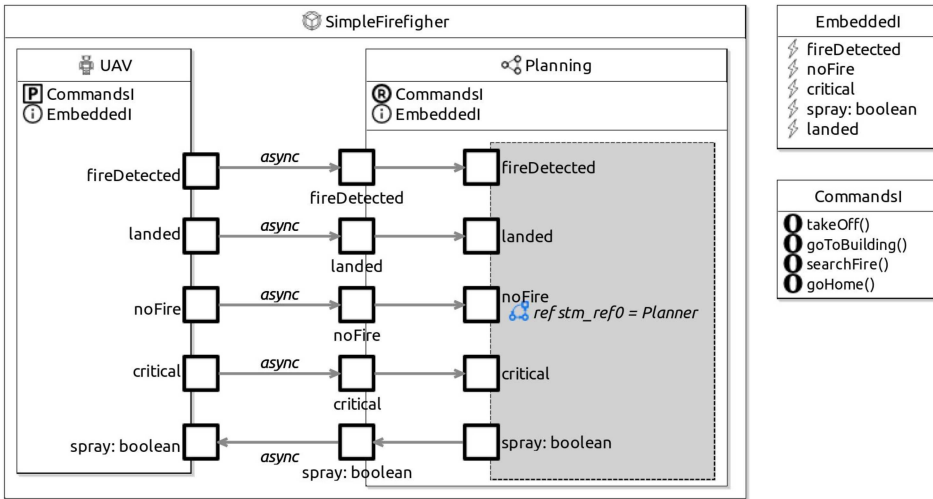 SimpleFirefigher
UAV
P CommandsI
i EmbeddedI
fireDetected
landed
noFire
critical
spray: boolean
async
async
async
async
async
Planning
R CommandsI
i EmbeddedI
fireDetected
landed
noFire
critical
spray: boolean
fireDetected
landed
noFire
ref stm_ref0 = Planner
critical
spray: boolean
EmbeddedI
fireDetected
noFire
critical
spray: boolean
landed
CommandsI
O takeOff()
O goToBuilding()
O searchFire()
O goHome()